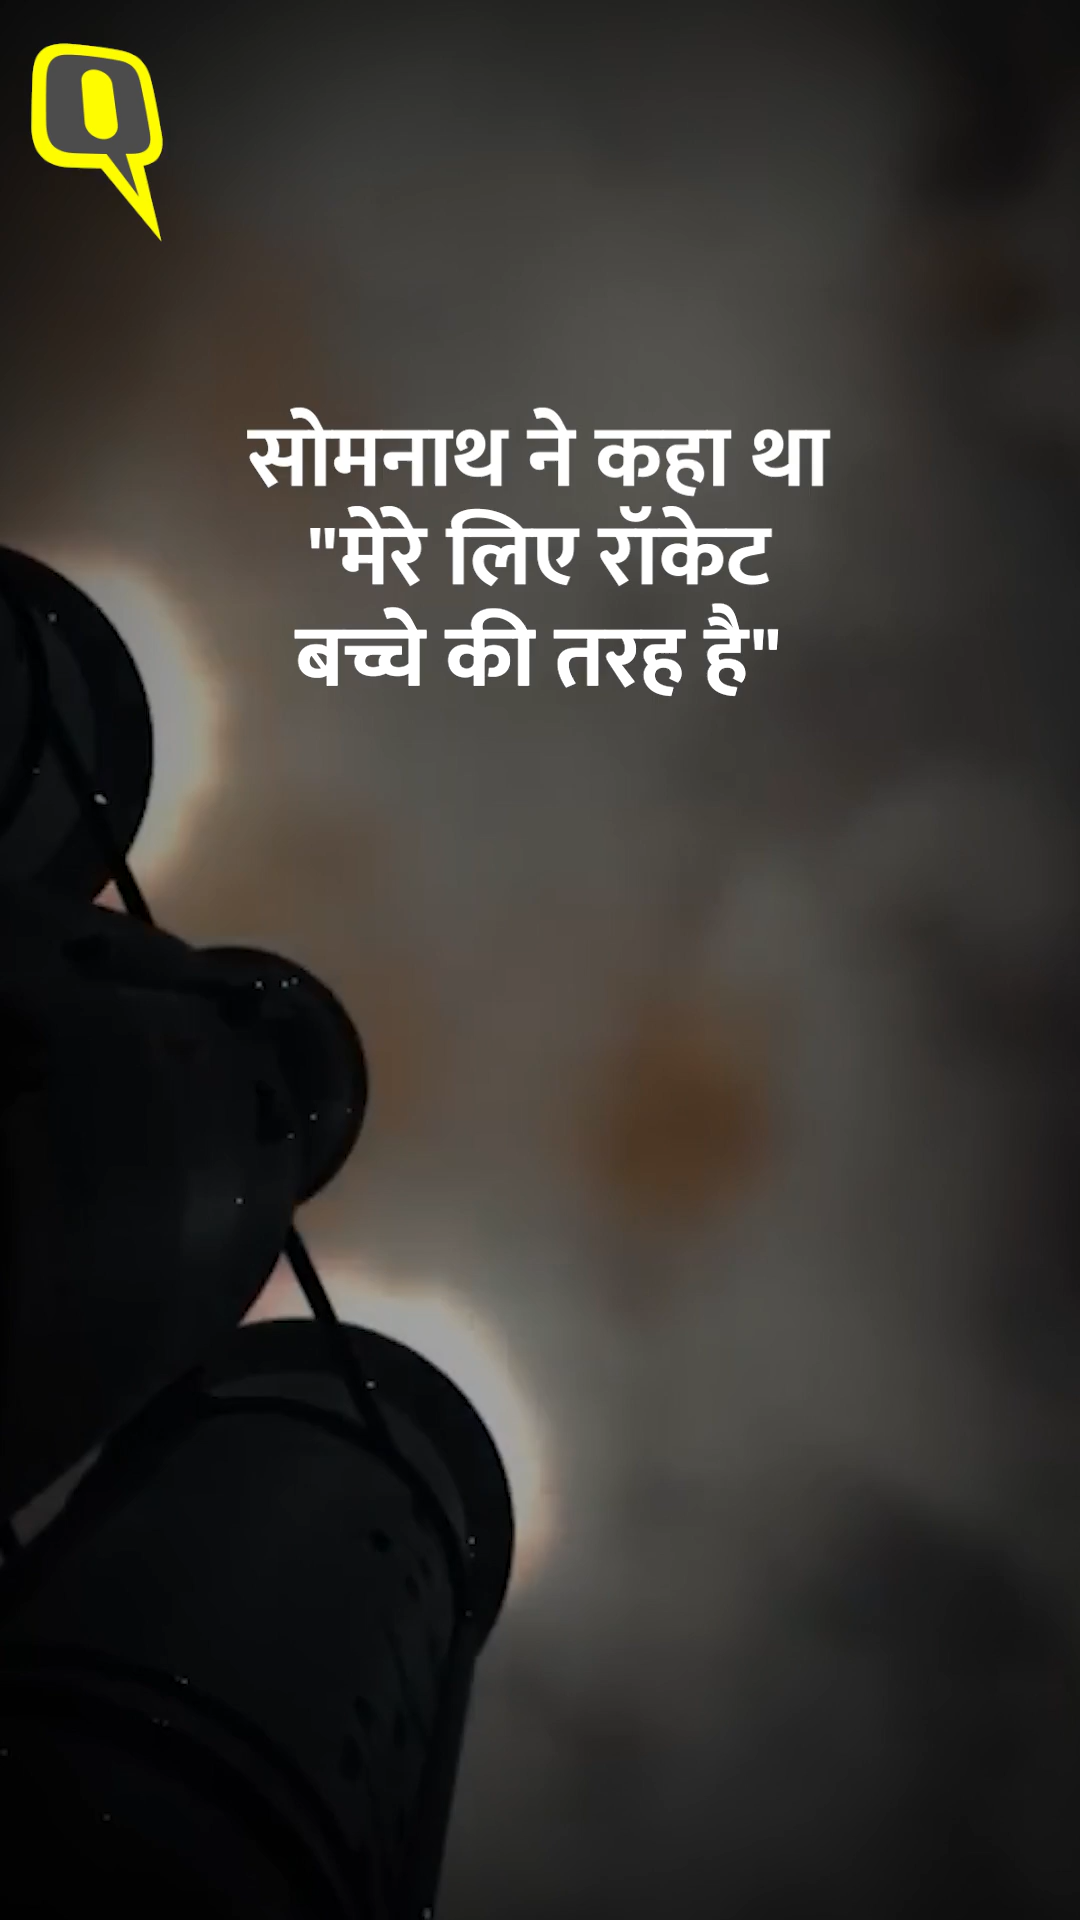 सोमनाथ ने कहा था
"मेरे लिए रॉकेट
बच्चे की तरह है"